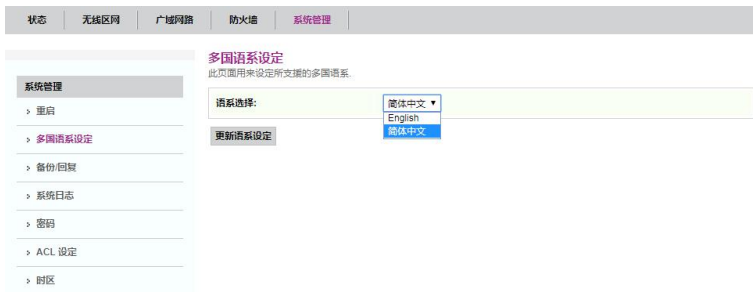 状态 无线区网 广域网路 防火墙 系统管理
多国语系设定
此页面用来设定所支援的多国语系.
系统管理
重启
多国语系设定
备份/回复
系统日志
密码
ACL 设定
时区
语系选择: 简体中文
English
简体中文
更新语系设定